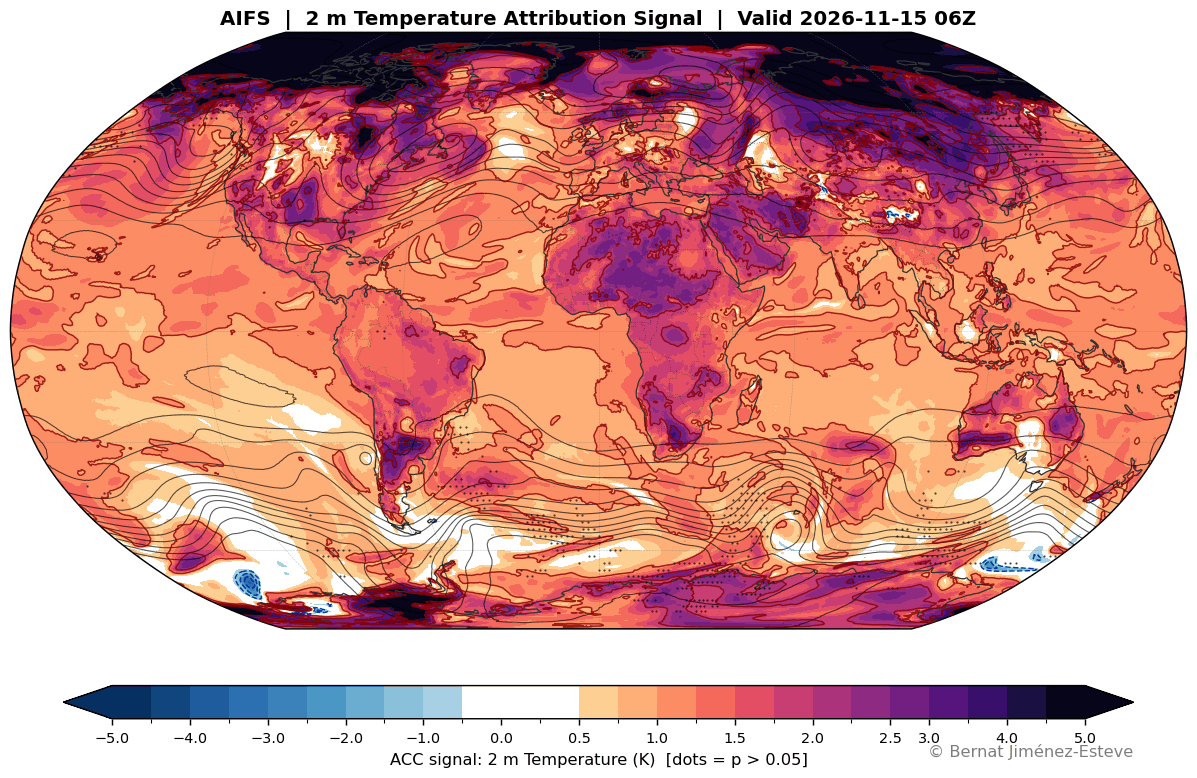 AIFS | 2 m Temperature Attribution Signal | Valid 2026-11-15 06Z
−5.0 −4.0 −3.0 −2.0 −1.0 0.0 0.5 1.0 1.5 2.0 2.5 3.0 4.0 5.0
© Bernat Jiménez-Esteve
ACC signal: 2 m Temperature (K) [dots = p > 0.05]